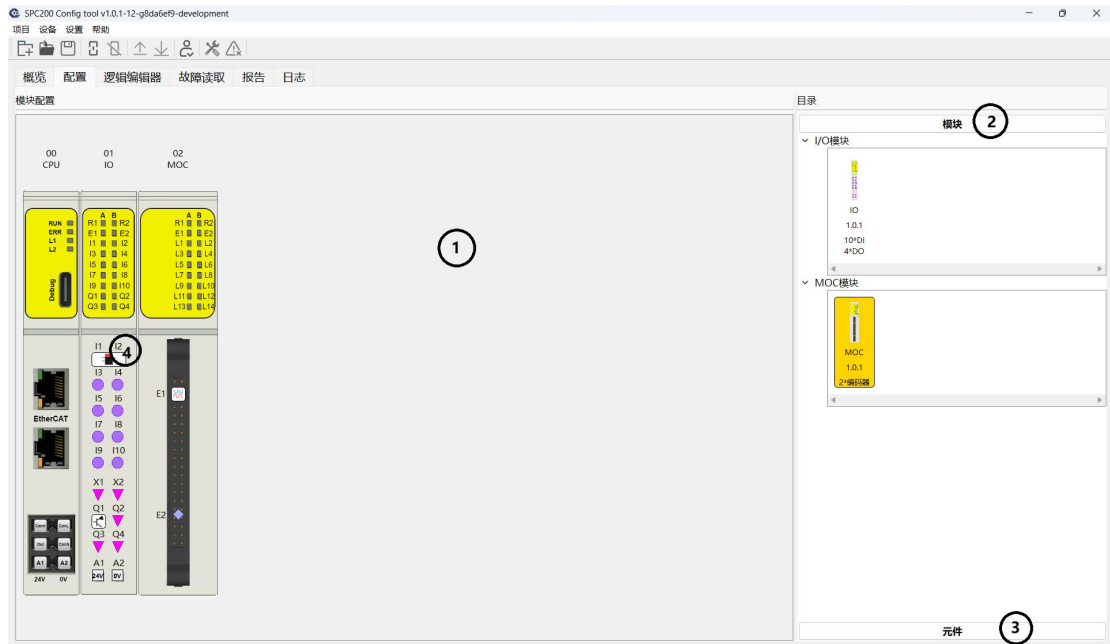 SPC200 Config tool v1.0.1-12-g8da6ef9-development
项目 设备 设置 帮助
概览 配置 逻辑编辑器 故障读取 报告 日志
模块配置
目录
模块
2
I/O模块
IO
1.0.1
10*DI
4*DO
MOC模块
MOC
1.0.1
2*编码器
元件
3
1
00
CPU
01
IO
02
MOC
RUN
ERR
L1
L2
Debug
A B
R1 R2
E1 E2
I1 I2
I3 I4
I5 I6
I7 I8
I9 I10
Q1 Q2
Q3 Q4
A B
R1 R2
E1 E2
L1 L2
L3 L4
L5 L6
L7 L8
L9 L10
L11 L12
L13 L14
EtherCAT
A1 A2
24V 0V
I1 I2
4
I3 I4
I5 I6
I7 I8
I9 I10
X1 X2
Q1 Q2
Q3 Q4
A1 A2
24V 0V
E1
E2